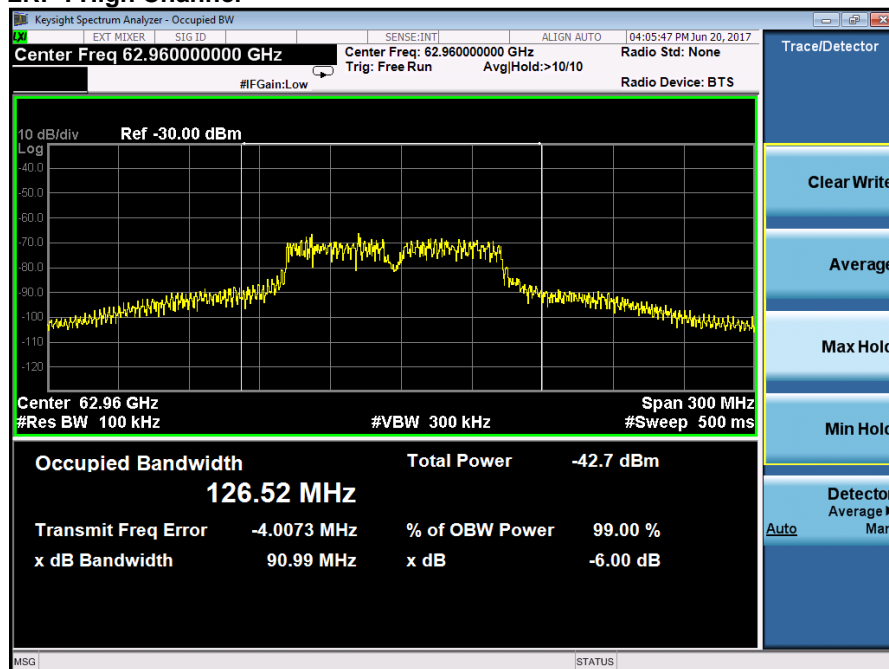 Keysight Spectrum Analyzer - Occupied BW
LXI EXT MIXER SIG ID SENSE:INT ALIGN AUTO 04:05:47 PM Jun 20, 2017
Center Freq 62.960000000 GHz
Center Freq: 62.960000000 GHz
Radio Std: None
Trig: Free Run Avg|Hold:>10/10
#IFGain:Low
Radio Device: BTS
Trace/Detector
10 dB/div Ref -30.00 dBm
Log
-40.0
-50.0
-60.0
-70.0
-80.0
-90.0
-100
-110
-120
Center 62.96 GHz Span 300 MHz
#Res BW 100 kHz #VBW 300 kHz #Sweep 500 ms
Clear Write
Average
Max Hold
Min Hold
Detector
Average
Auto Man
Occupied Bandwidth Total Power -42.7 dBm
126.52 MHz
Transmit Freq Error -4.0073 MHz % of OBW Power 99.00 %
x dB Bandwidth 90.99 MHz x dB -6.00 dB
MSG STATUS